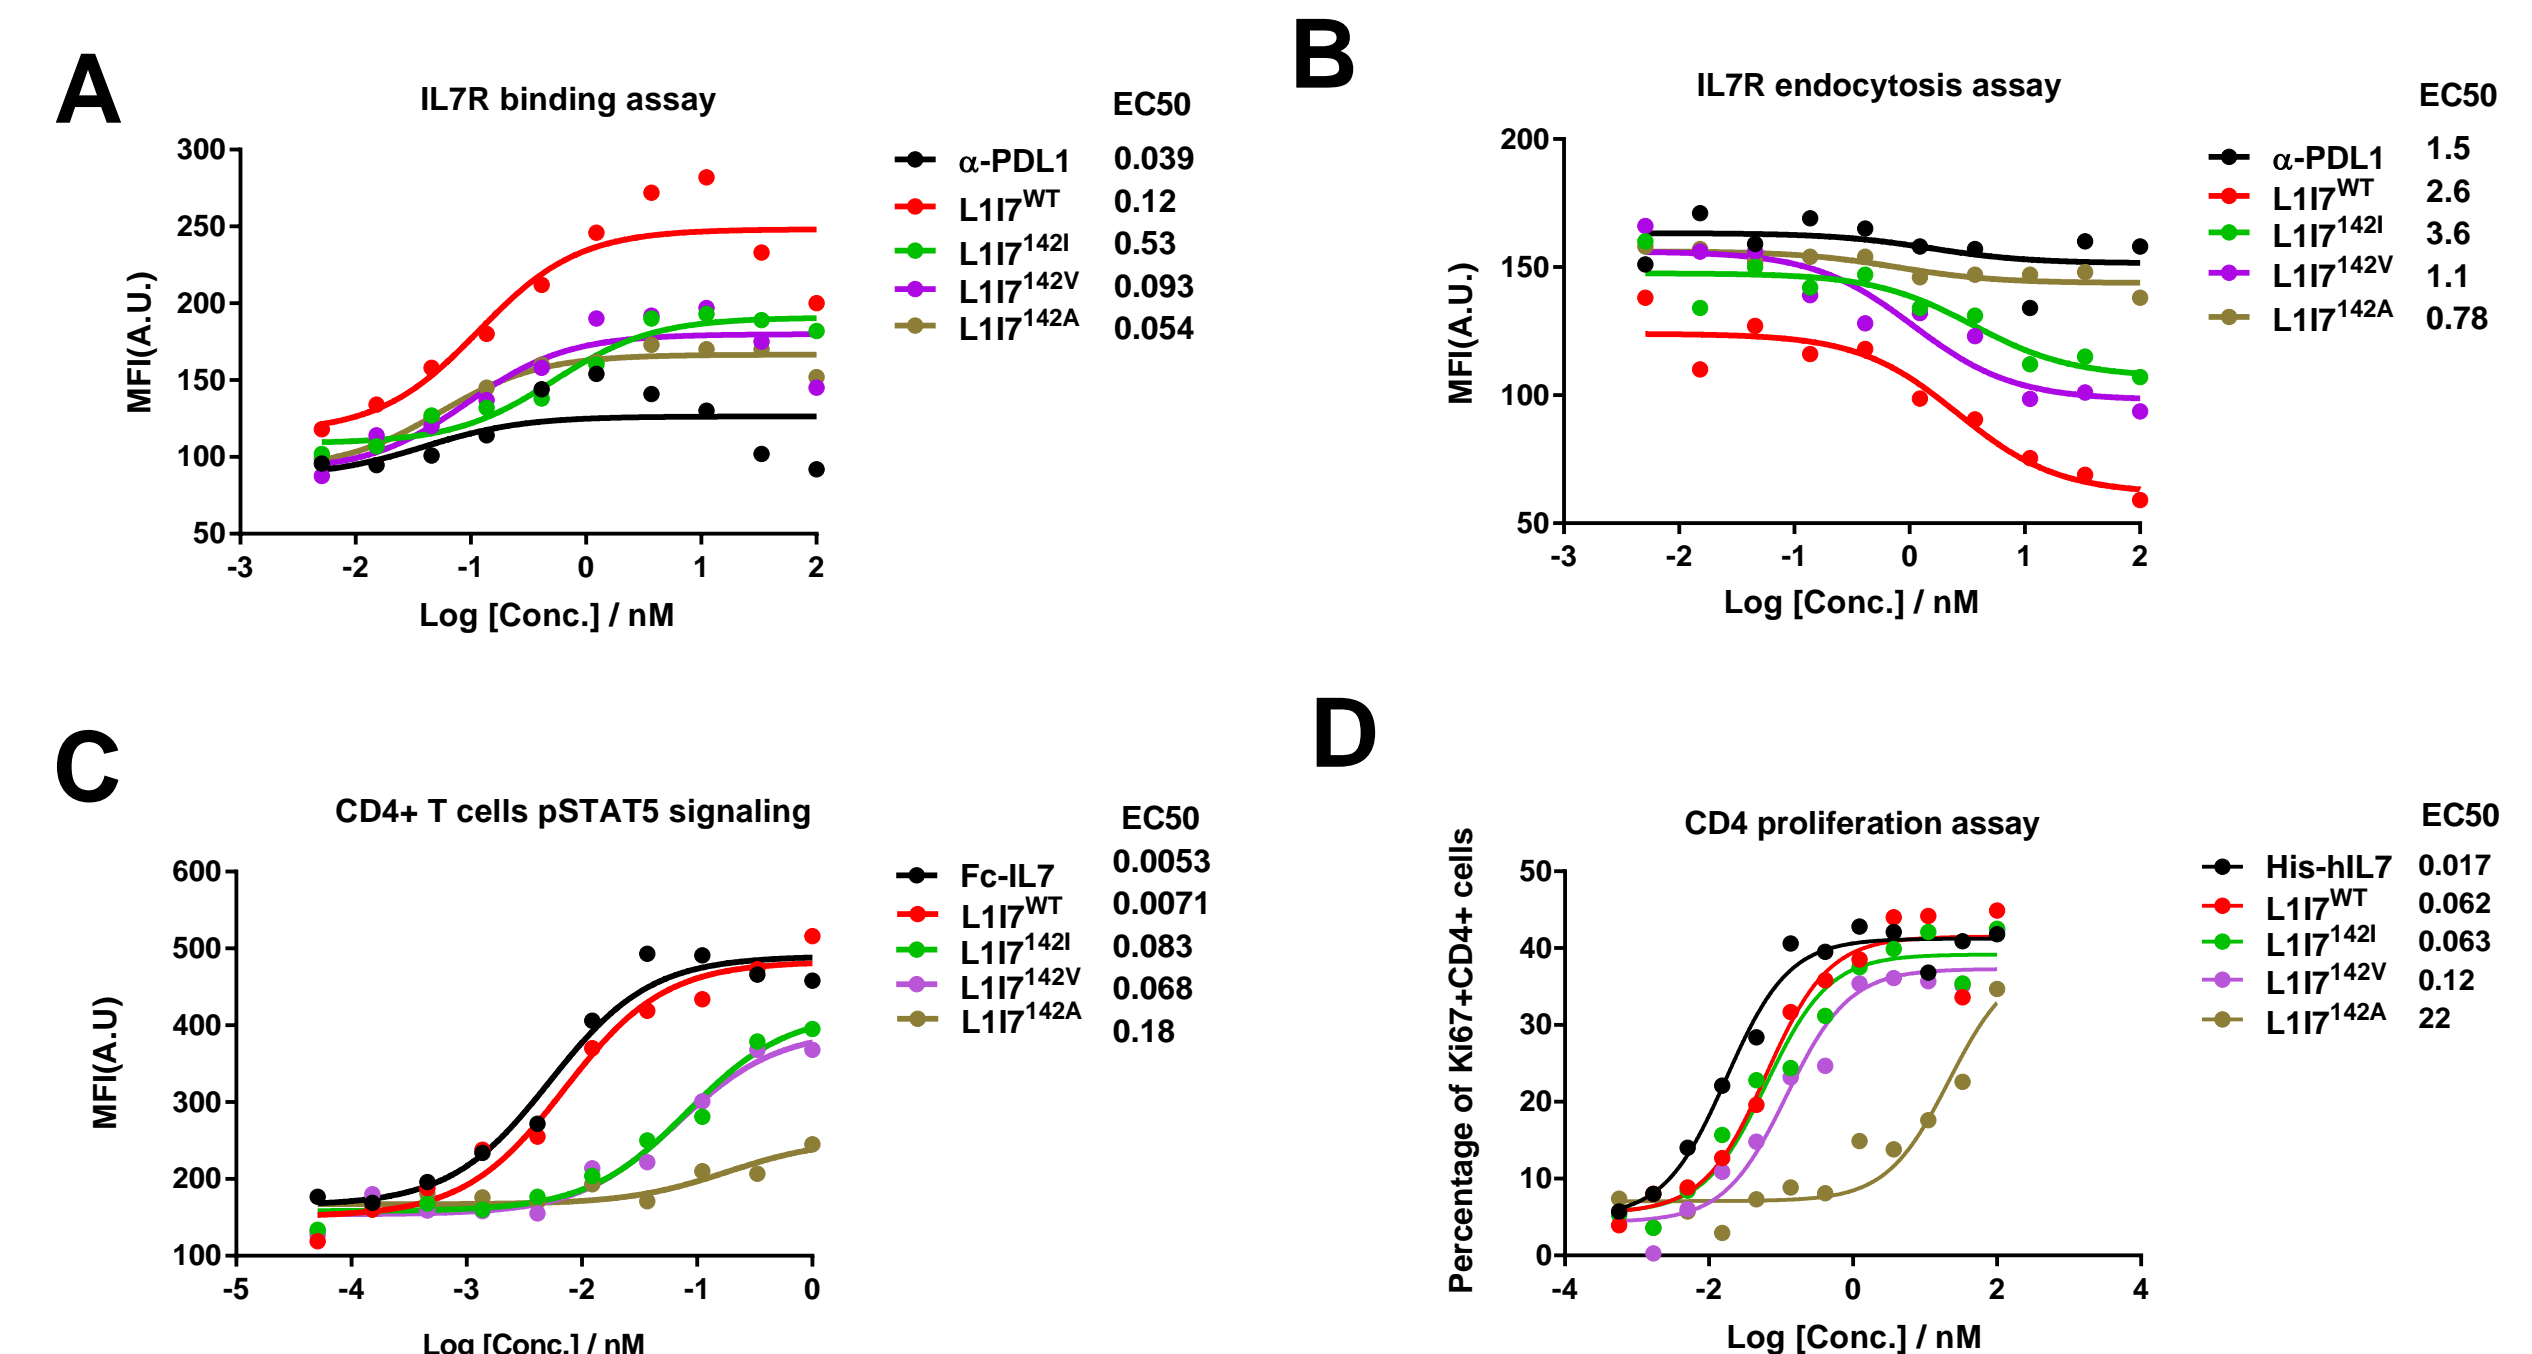 A
IL7R binding assay
EC50
α-PDL1 0.039
L1I7WT 0.12
L1I7142I 0.53
L1I7142V 0.093
L1I7142A 0.054
MFI(A.U.)
300
250
200
150
100
50
-3 -2 -1 0 1 2
Log [Conc.] / nM
B
IL7R endocytosis assay
EC50
α-PDL1 1.5
L1I7WT 2.6
L1I7142I 3.6
L1I7142V 1.1
L1I7142A 0.78
MFI(A.U.)
200
150
100
50
-3 -2 -1 0 1 2
Log [Conc.] / nM
C
CD4+ T cells pSTAT5 signaling
EC50
Fc-IL7 0.0053
L1I7WT 0.0071
L1I7142I 0.083
L1I7142V 0.068
L1I7142A 0.18
MFI(A.U)
600
500
400
300
200
100
-5 -4 -3 -2 -1 0
Log [Conc.] / nM
D
CD4 proliferation assay
EC50
His-hIL7 0.017
L1I7WT 0.062
L1I7142I 0.063
L1I7142V 0.12
L1I7142A 22
Percentage of Ki67+CD4+ cells
50
40
30
20
10
0
-4 -2 0 2 4
Log [Conc.] / nM